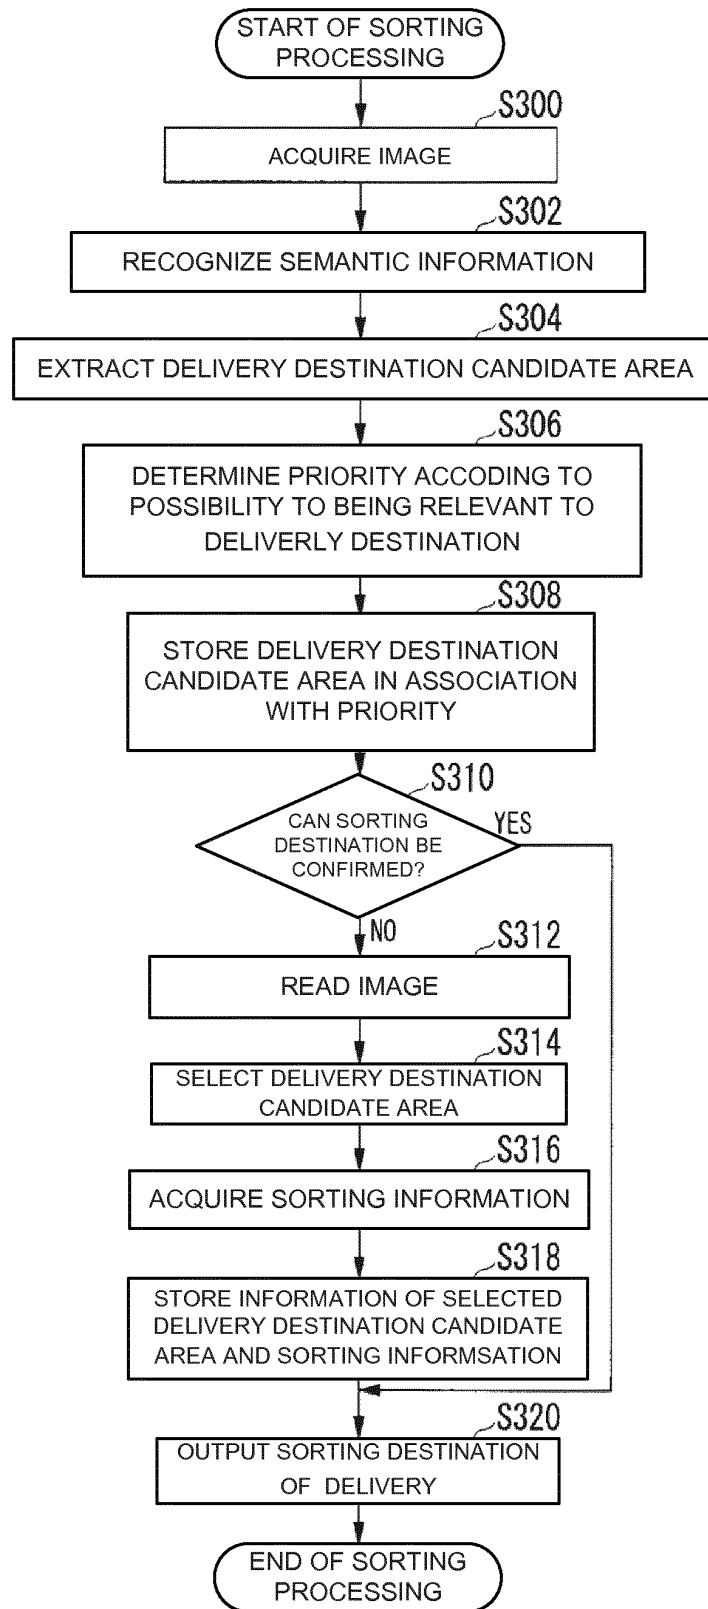 START OF SORTING
PROCESSING
S300
ACQUIRE IMAGE
S302
RECOGNIZE SEMANTIC INFORMATION
S304
EXTRACT DELIVERY DESTINATION CANDIDATE AREA
S306
DETERMINE PRIORITY ACCODING TO
POSSIBILITY TO BEING RELEVANT TO
DELIVERLY DESTINATION
S308
STORE DELIVERY DESTINATION
CANDIDATE AREA IN ASSOCIATION
WITH PRIORITY
S310
CAN SORTING
DESTINATION BE
CONFIRMED?
YES
NO
S312
READ IMAGE
S314
SELECT DELIVERY DESTINATION
CANDIDATE AREA
S316
ACQUIRE SORTING INFORMATION
S318
STORE INFORMATION OF SELECTED
DELIVERY DESTINATION CANDIDATE
AREA AND SORTING INFORMSATION
S320
OUTPUT SORTING DESTINATION
OF DELIVERY
END OF SORTING
PROCESSING